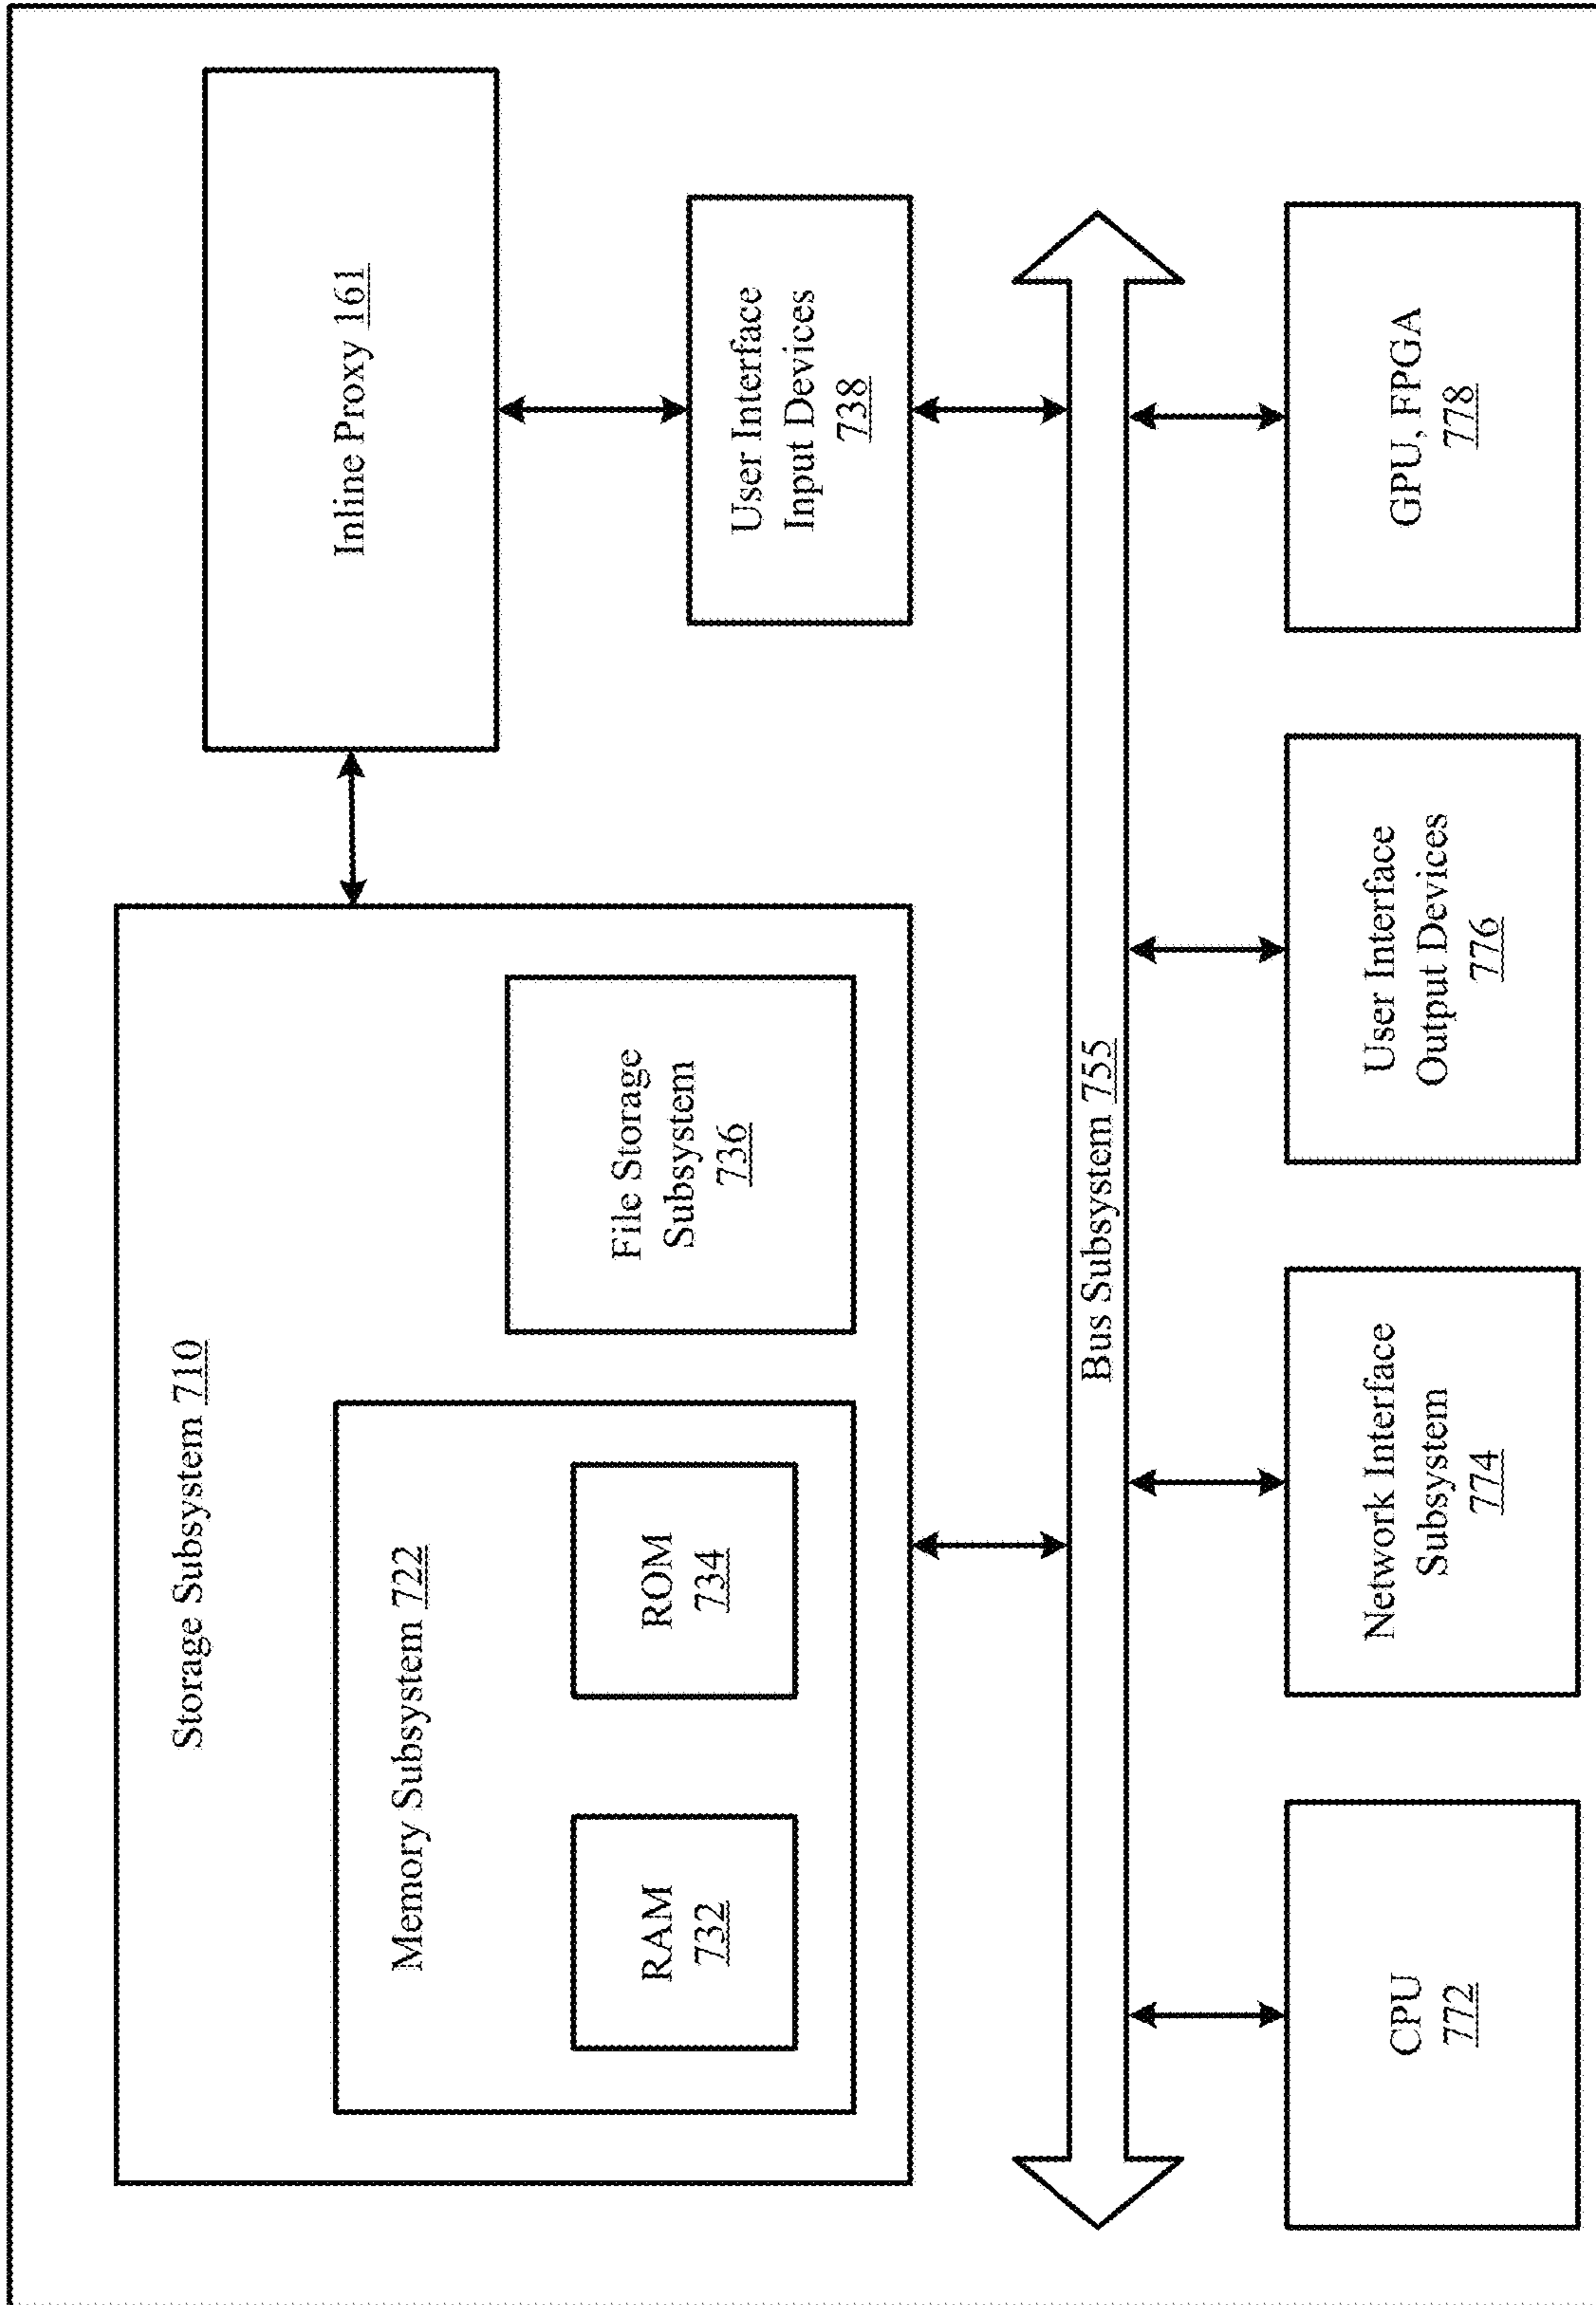 Storage Subsystem 710
Memory Subsystem 722
RAM
732
ROM
734
File Storage
Subsystem
736
Inline Proxy 161
User Interface
Input Devices
738
Bus Subsystem 755
CPU
772
Network Interface
Subsystem
774
User Interface
Output Devices
776
GPU, FPGA
778